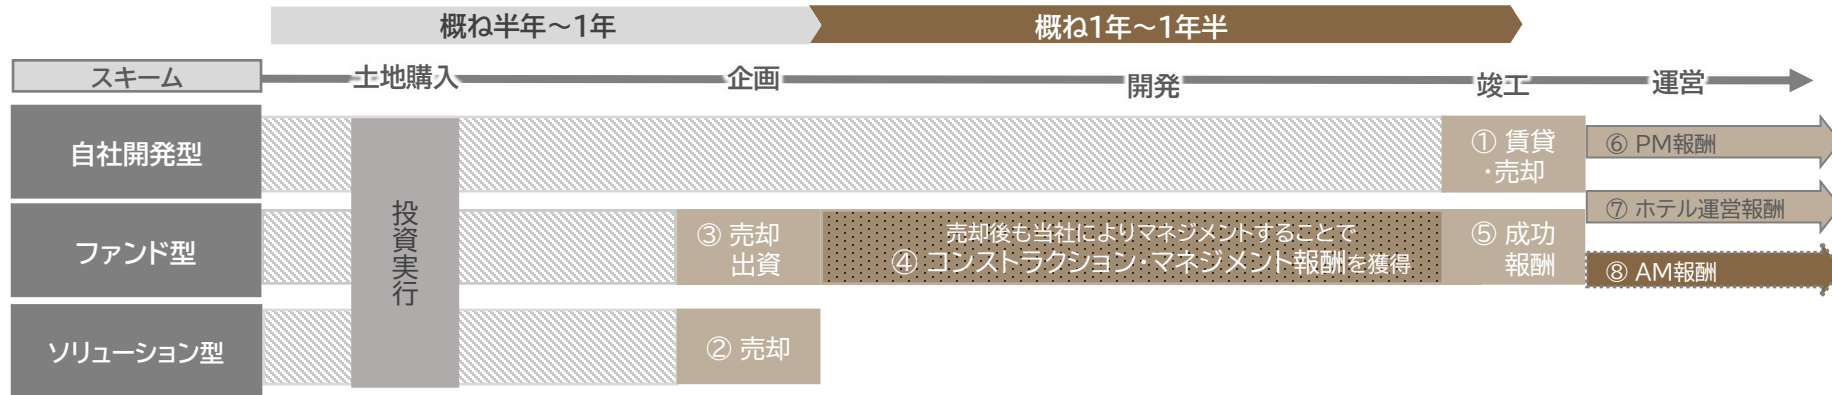 概ね半年～1年
概ね1年～1年半
スキーム
土地購入
企画
開発
竣工
運営
自社開発型
① 賃貸
・売却
⑥ PM報酬
投資実行
⑦ ホテル運営報酬
ファンド型
③ 売却
出資
売却後も当社によりマネジメントすることで
④ コンストラクション・マネジメント報酬を獲得
⑤ 成功
報酬
⑧ AM報酬
ソリューション型
② 売却